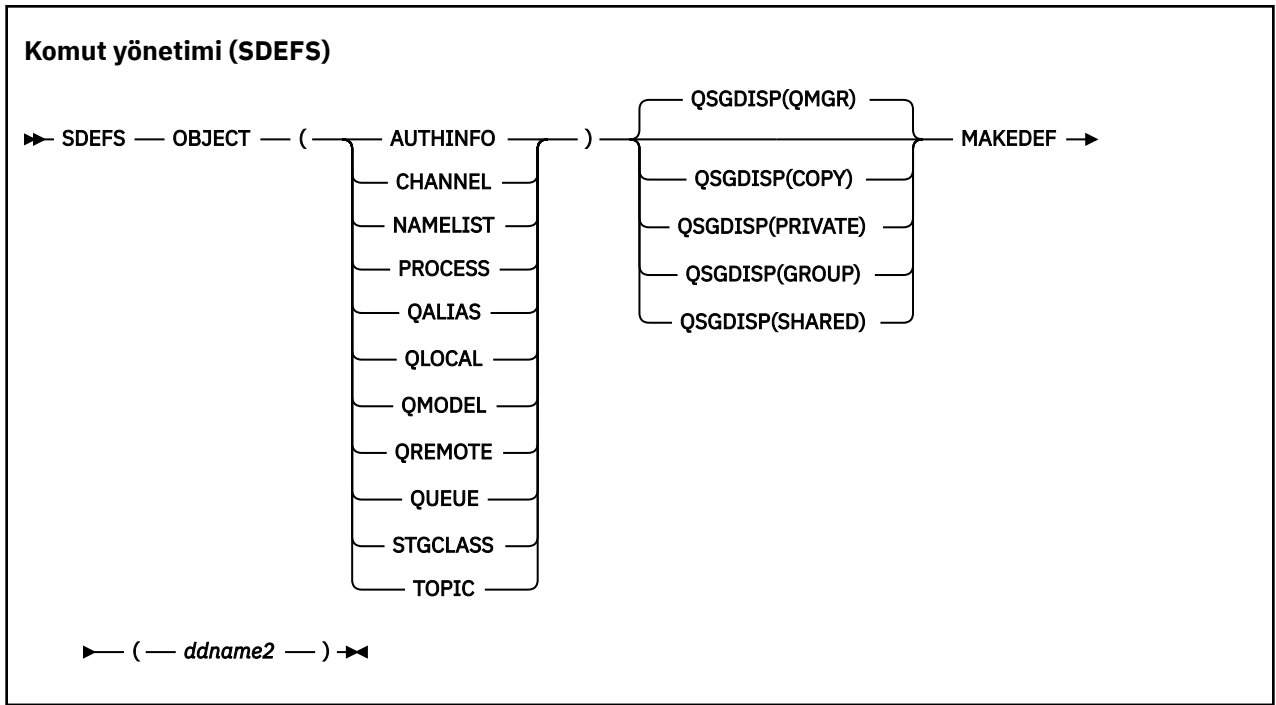 Komut yönetimi (SDEFS)
QSGDISP(QMGR)
SDEFS OBJECT ( AUTHINFO ) MAKEDEF
CHANNEL QSGDISP(COPY)
NAMELIST QSGDISP(PRIVATE)
PROCESS QSGDISP(GROUP)
QALIAS QSGDISP(SHARED)
QLOCAL
QMODEL
QREMOTE
QUEUE
STGCLASS
TOPIC
( ddname2 )